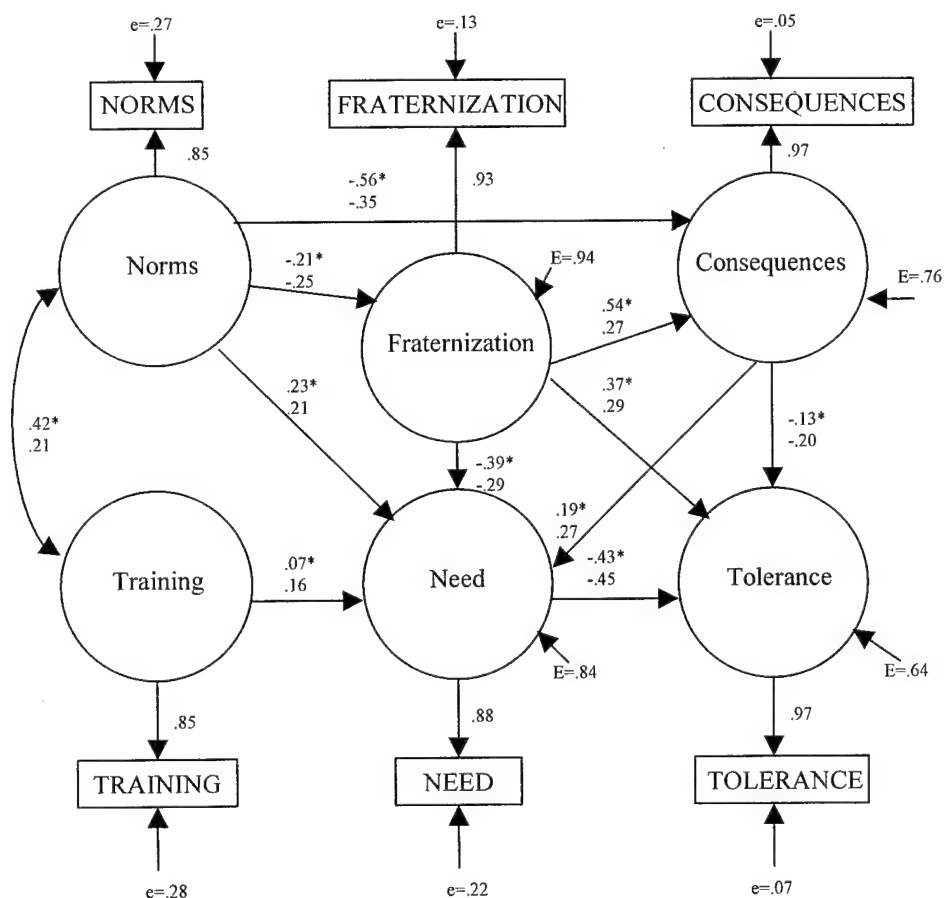 e=.27
e=.13
e=.05
NORMS
FRATERNIZATION
CONSEQUENCES
.85
.93
.97
-.56*
-.35
Norms
-.21*
-.25
E=.94
Consequences
E=.76
Fraternization
.54*
.27
.23*
.21
.37*
.29
-.13*
-.20
.42*
.21
-.39*
-.29
.19*
.27
Training
.07*
.16
Need
-.43*
-.45
Tolerance
E=.84
E=.64
.85
.88
.97
TRAINING
NEED
TOLERANCE
e=.28
e=.22
e=.07